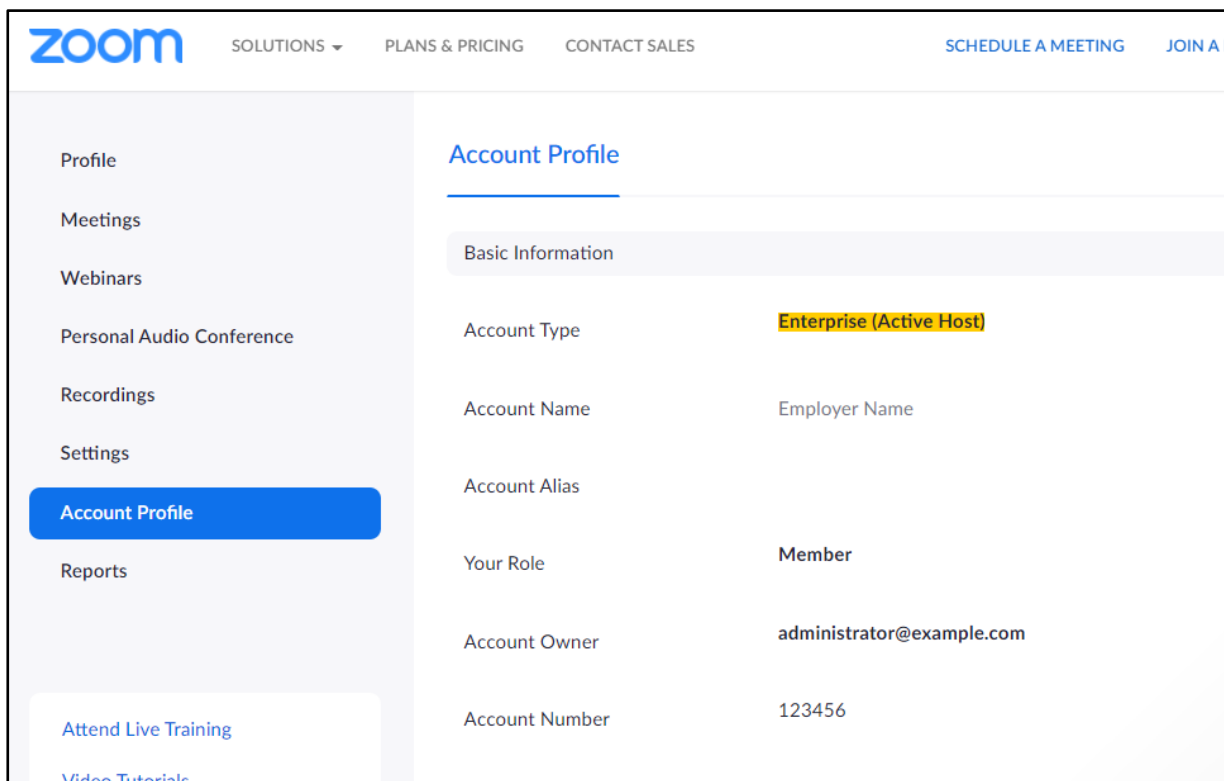 zoom SOLUTIONS PLANS & PRICING CONTACT SALES SCHEDULE A MEETING JOIN A
Profile
Meetings
Webinars
Personal Audio Conference
Recordings
Settings
Account Profile
Reports
Attend Live Training
Video Tutorials
Account Profile
Basic Information
Account Type Enterprise (Active Host)
Account Name Employer Name
Account Alias
Your Role Member
Account Owner administrator@example.com
Account Number 123456